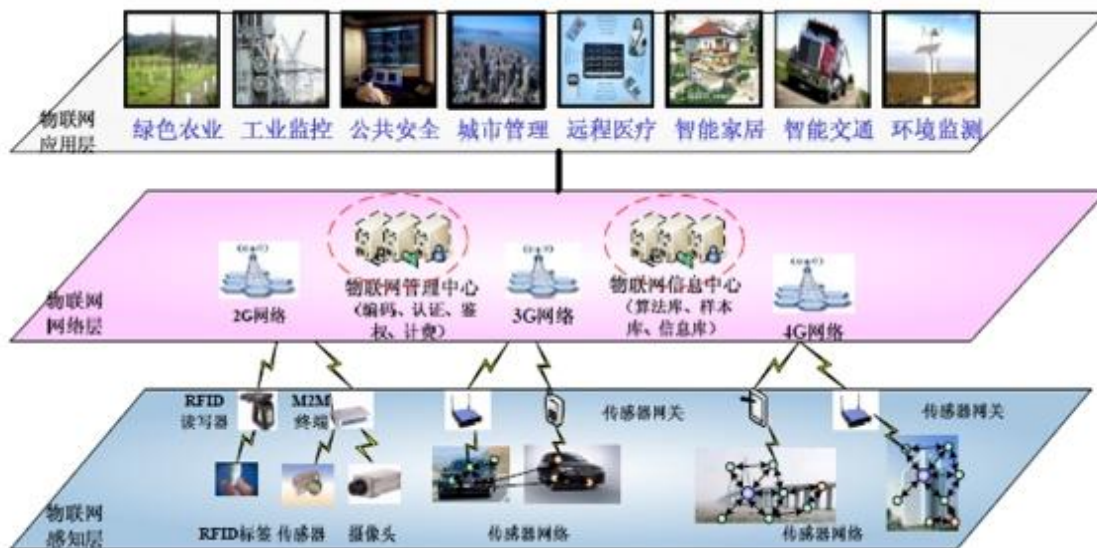 物联网
应用层
绿色农业
工业监控
公共安全
城市管理
远程医疗
智能家居
智能交通
环境监测
物联网
网络层
2G网络
物联网管理中心
（编码、认证、鉴
权、计费）
3G网络
物联网信息中心
（算法库、样本
库、信息库）
4G网络
RFID
读写器
M2M
终端
传感器网关
传感器网关
物联网
感知层
RFID标签
传感器
摄像头
传感器网络
传感器网络